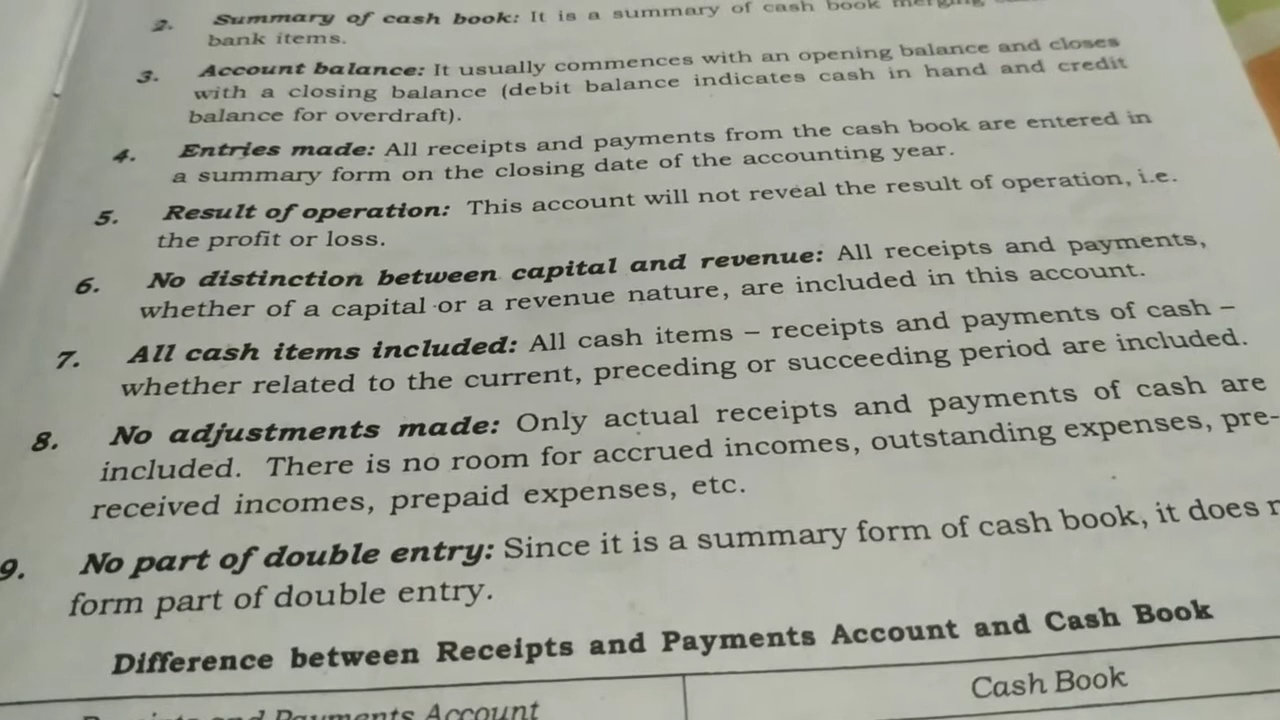 2. Summary of cash book: It is a summary of cash book merging
bank items.
3. Account balance: It usually commences with an opening balance and closes
with a closing balance (debit balance indicates cash in hand and credit
balance for overdraft).
4. Entries made: All receipts and payments from the cash book are entered in
a summary form on the closing date of the accounting year.
5. Result of operation: This account will not reveal the result of operation, i.e.
the profit or loss.
6. No distinction between capital and revenue: All receipts and payments,
whether of a capital or a revenue nature, are included in this account.
7. All cash items included: All cash items – receipts and payments of cash –
whether related to the current, preceding or succeeding period are included.
8. No adjustments made: Only actual receipts and payments of cash are
included. There is no room for accrued incomes, outstanding expenses, pre-
received incomes, prepaid expenses, etc.
9. No part of double entry: Since it is a summary form of cash book, it does
form part of double entry.
Difference between Receipts and Payments Account and Cash Book
Receipts and Payments Account
Cash Book